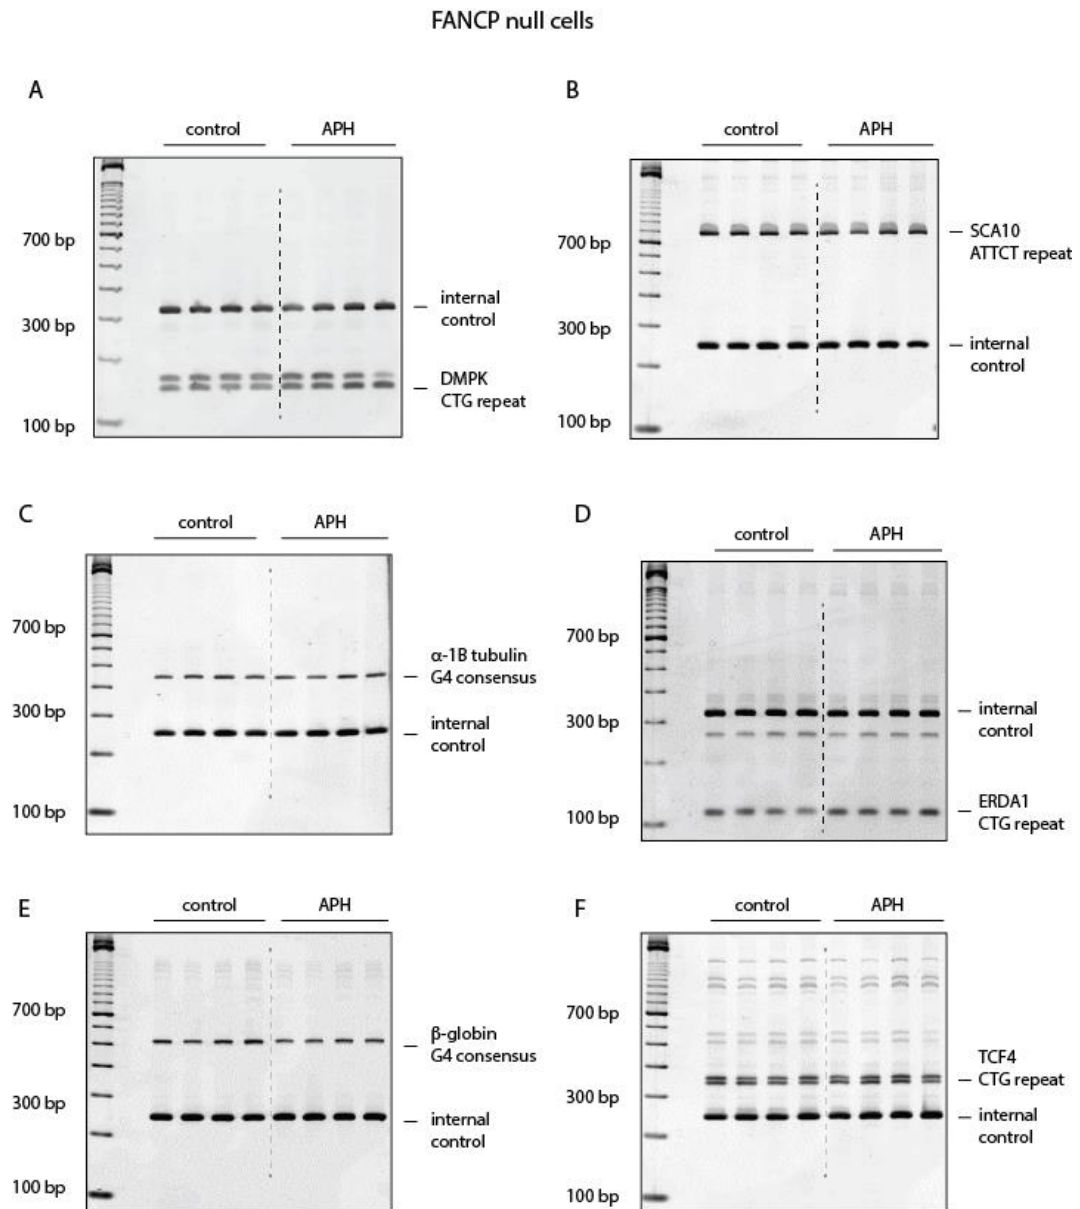 FANCP null cells
A
control
APH
700 bp
300 bp
100 bp
internal
control
DMPK
CTG repeat
B
control
APH
700 bp
300 bp
100 bp
SCA10
ATTCT repeat
internal
control
C
control
APH
700 bp
300 bp
100 bp
α-1B tubulin
G4 consensus
internal
control
D
control
APH
700 bp
300 bp
100 bp
internal
control
ERDA1
CTG repeat
E
control
APH
700 bp
300 bp
100 bp
β-globin
G4 consensus
internal
control
F
control
APH
700 bp
300 bp
100 bp
TCF4
CTG repeat
internal
control